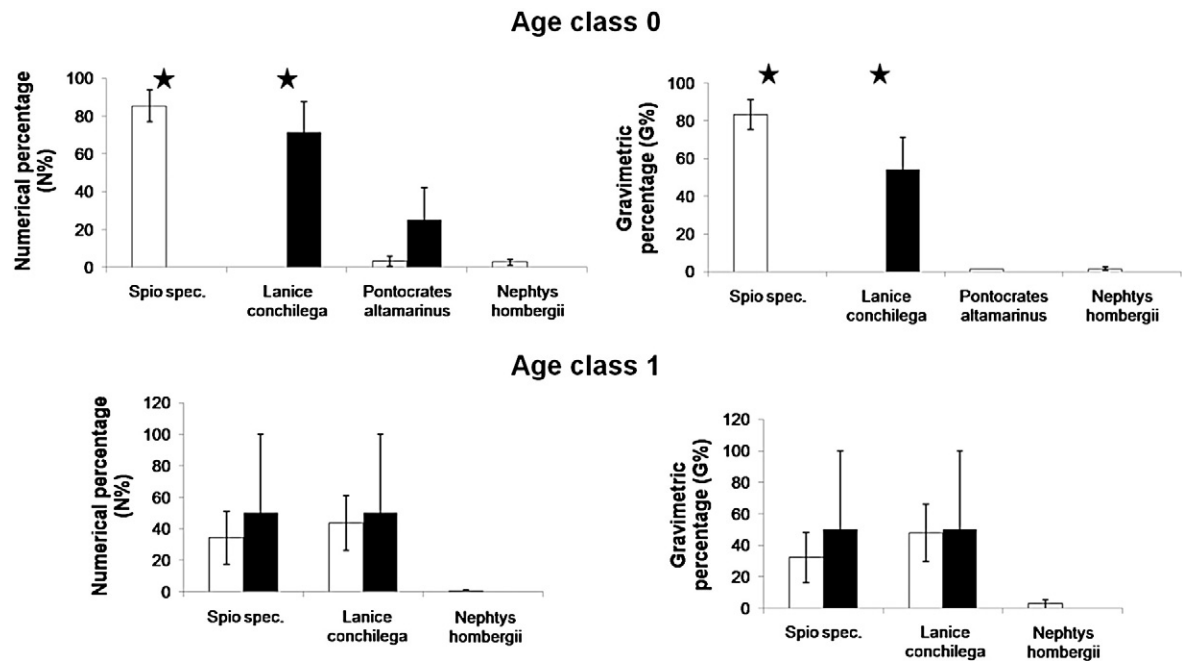 Age class 0
Numerical percentage
(N%)
100
80
60
40
20
0
Spio spec.
Lanice
conchilega
Pontocrates
altamarinus
Nephtys
hombergii
Gravimetric
percentage (G%)
100
80
60
40
20
0
Spio spec.
Lanice
conchilega
Pontocrates
altamarinus
Nephtys
hombergii
Age class 1
Numerical percentage
(N%)
120
100
80
60
40
20
0
Spio spec.
Lanice
conchilega
Nephtys
hombergii
Gravimetric
percentage (G%)
120
100
80
60
40
20
0
Spio spec.
Lanice
conchilega
Nephtys
hombergii